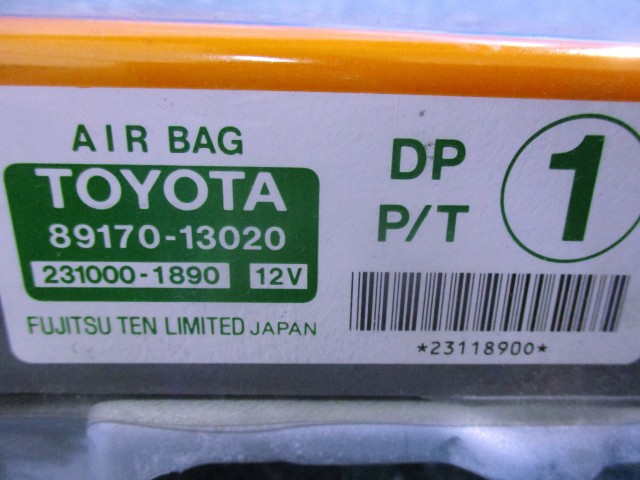 AIR BAG
TOYOTA
89170-13020
231000-1890 12V
FUJITSU TEN LIMITED JAPAN
DP
P/T
1
*23118900*